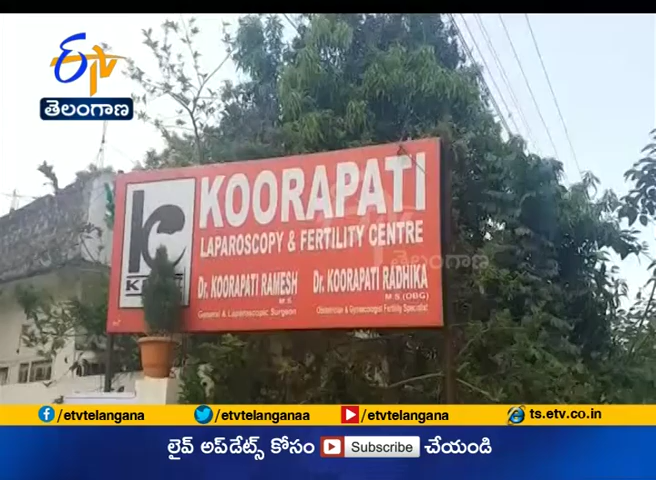 ETV
తెలంగాణ
KOORAPATI
LAPAROSCOPY & FERTILITY CENTRE
Dr. KOORAPATI RAMESH Dr. KOORAPATI RADHIKA
M.S. M S (OBG)
General & Laparoscopic Surgeon Obstetrician & Gynaecologist Fertility Specialist
తెలంగాణ
/etvtelangana /etvtelanganaa /etvtelangana ts.etv.co.in
లైవ్ అప్‌డేట్స్ కోసం Subscribe చేయండి